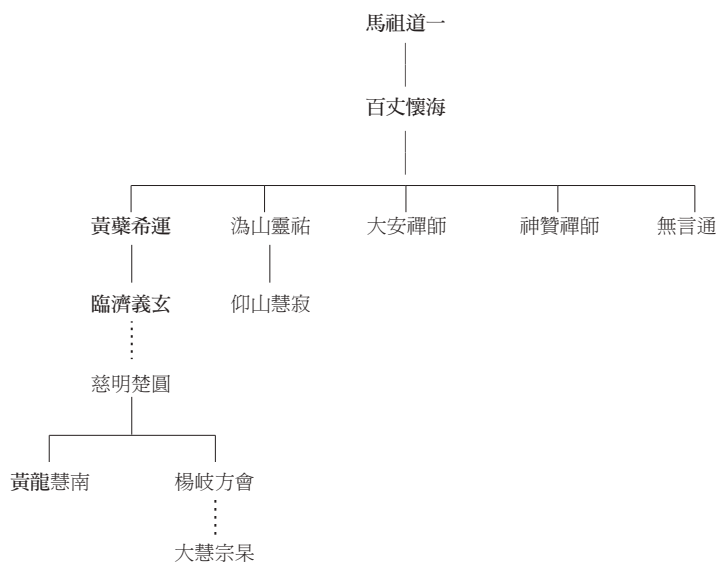 馬祖道一
百丈懷海
黃蘗希運 溈山靈祐 大安禪師 神贊禪師 無言通
臨濟義玄 仰山慧寂
慈明楚圓
黃龍慧南 楊岐方會
大慧宗杲